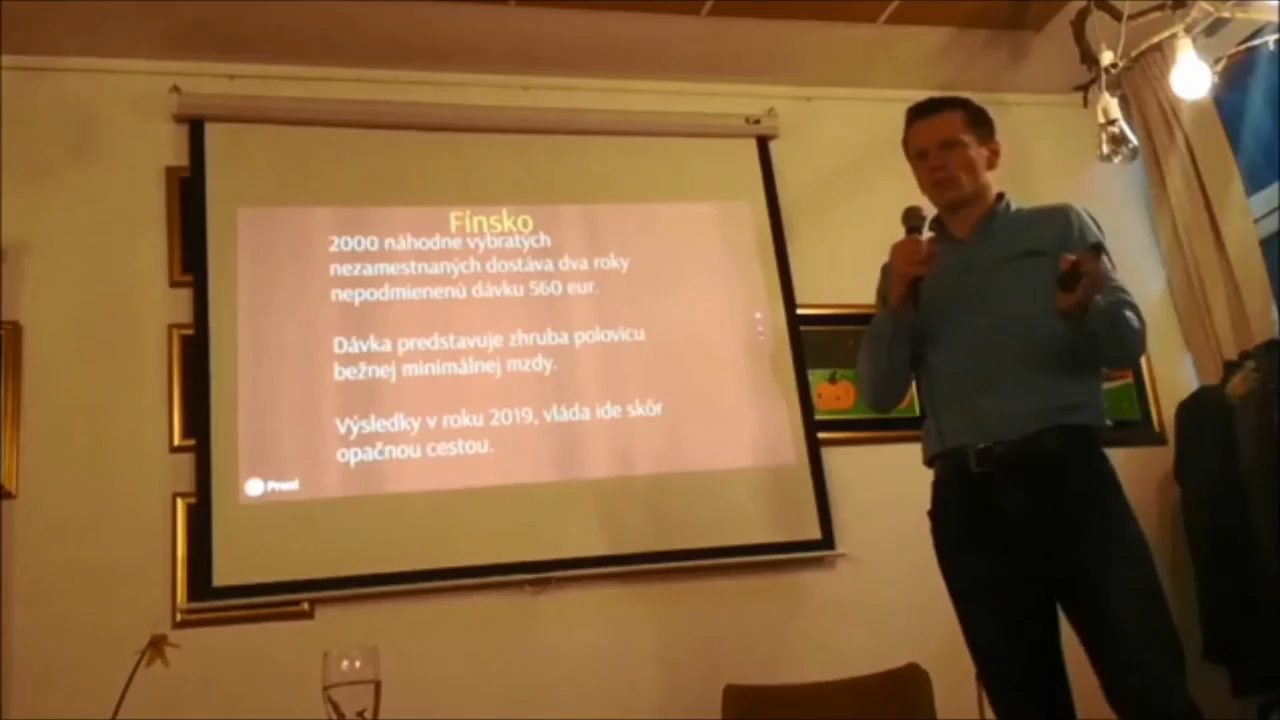 Fínsko
2000 náhodne vybratých
nezamestnaných dostáva dva roky
nepodmienenú dávku 560 eur.
Dávka predstavuje zhruba polovicu
bežnej minimálnej mzdy.
Výsledky v roku 2019, vláda ide skôr
opačnou cestou.